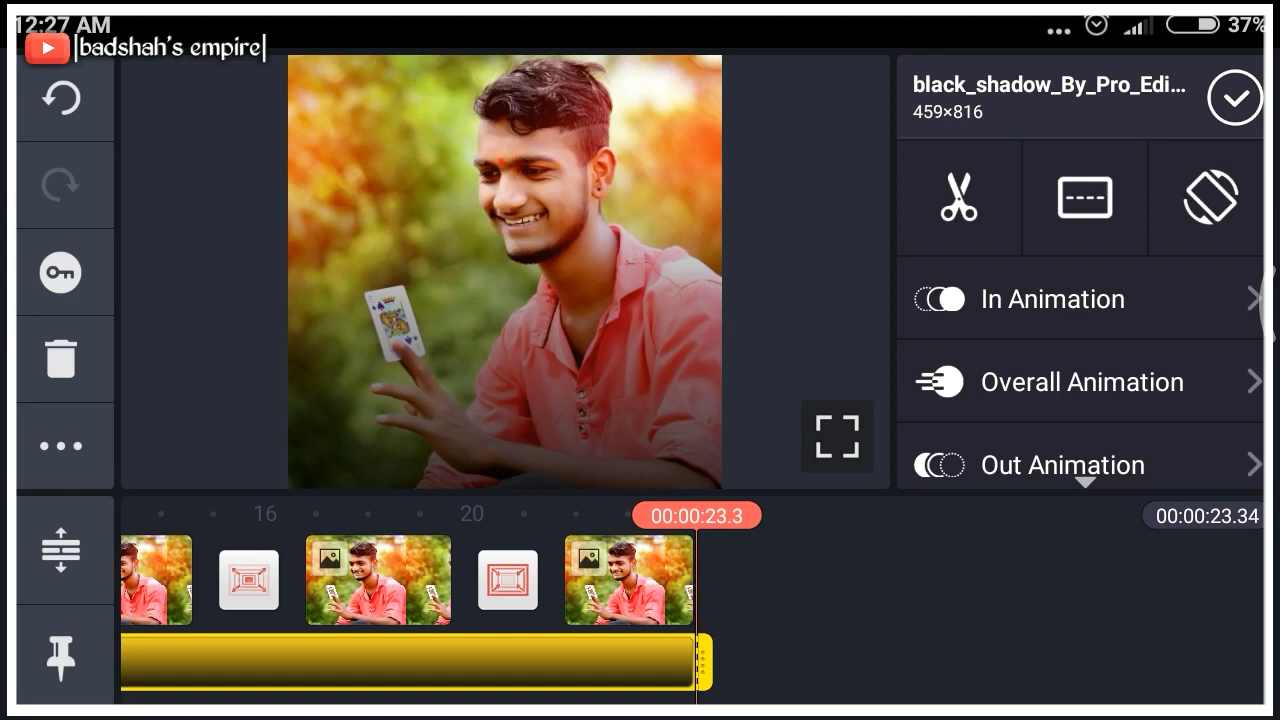 12:27 AM
37%
|badshah's empire|
black_shadow_By_Pro_Edi...
459×816
In Animation
Overall Animation
Out Animation
16
20
00:00:23.3
00:00:23.34